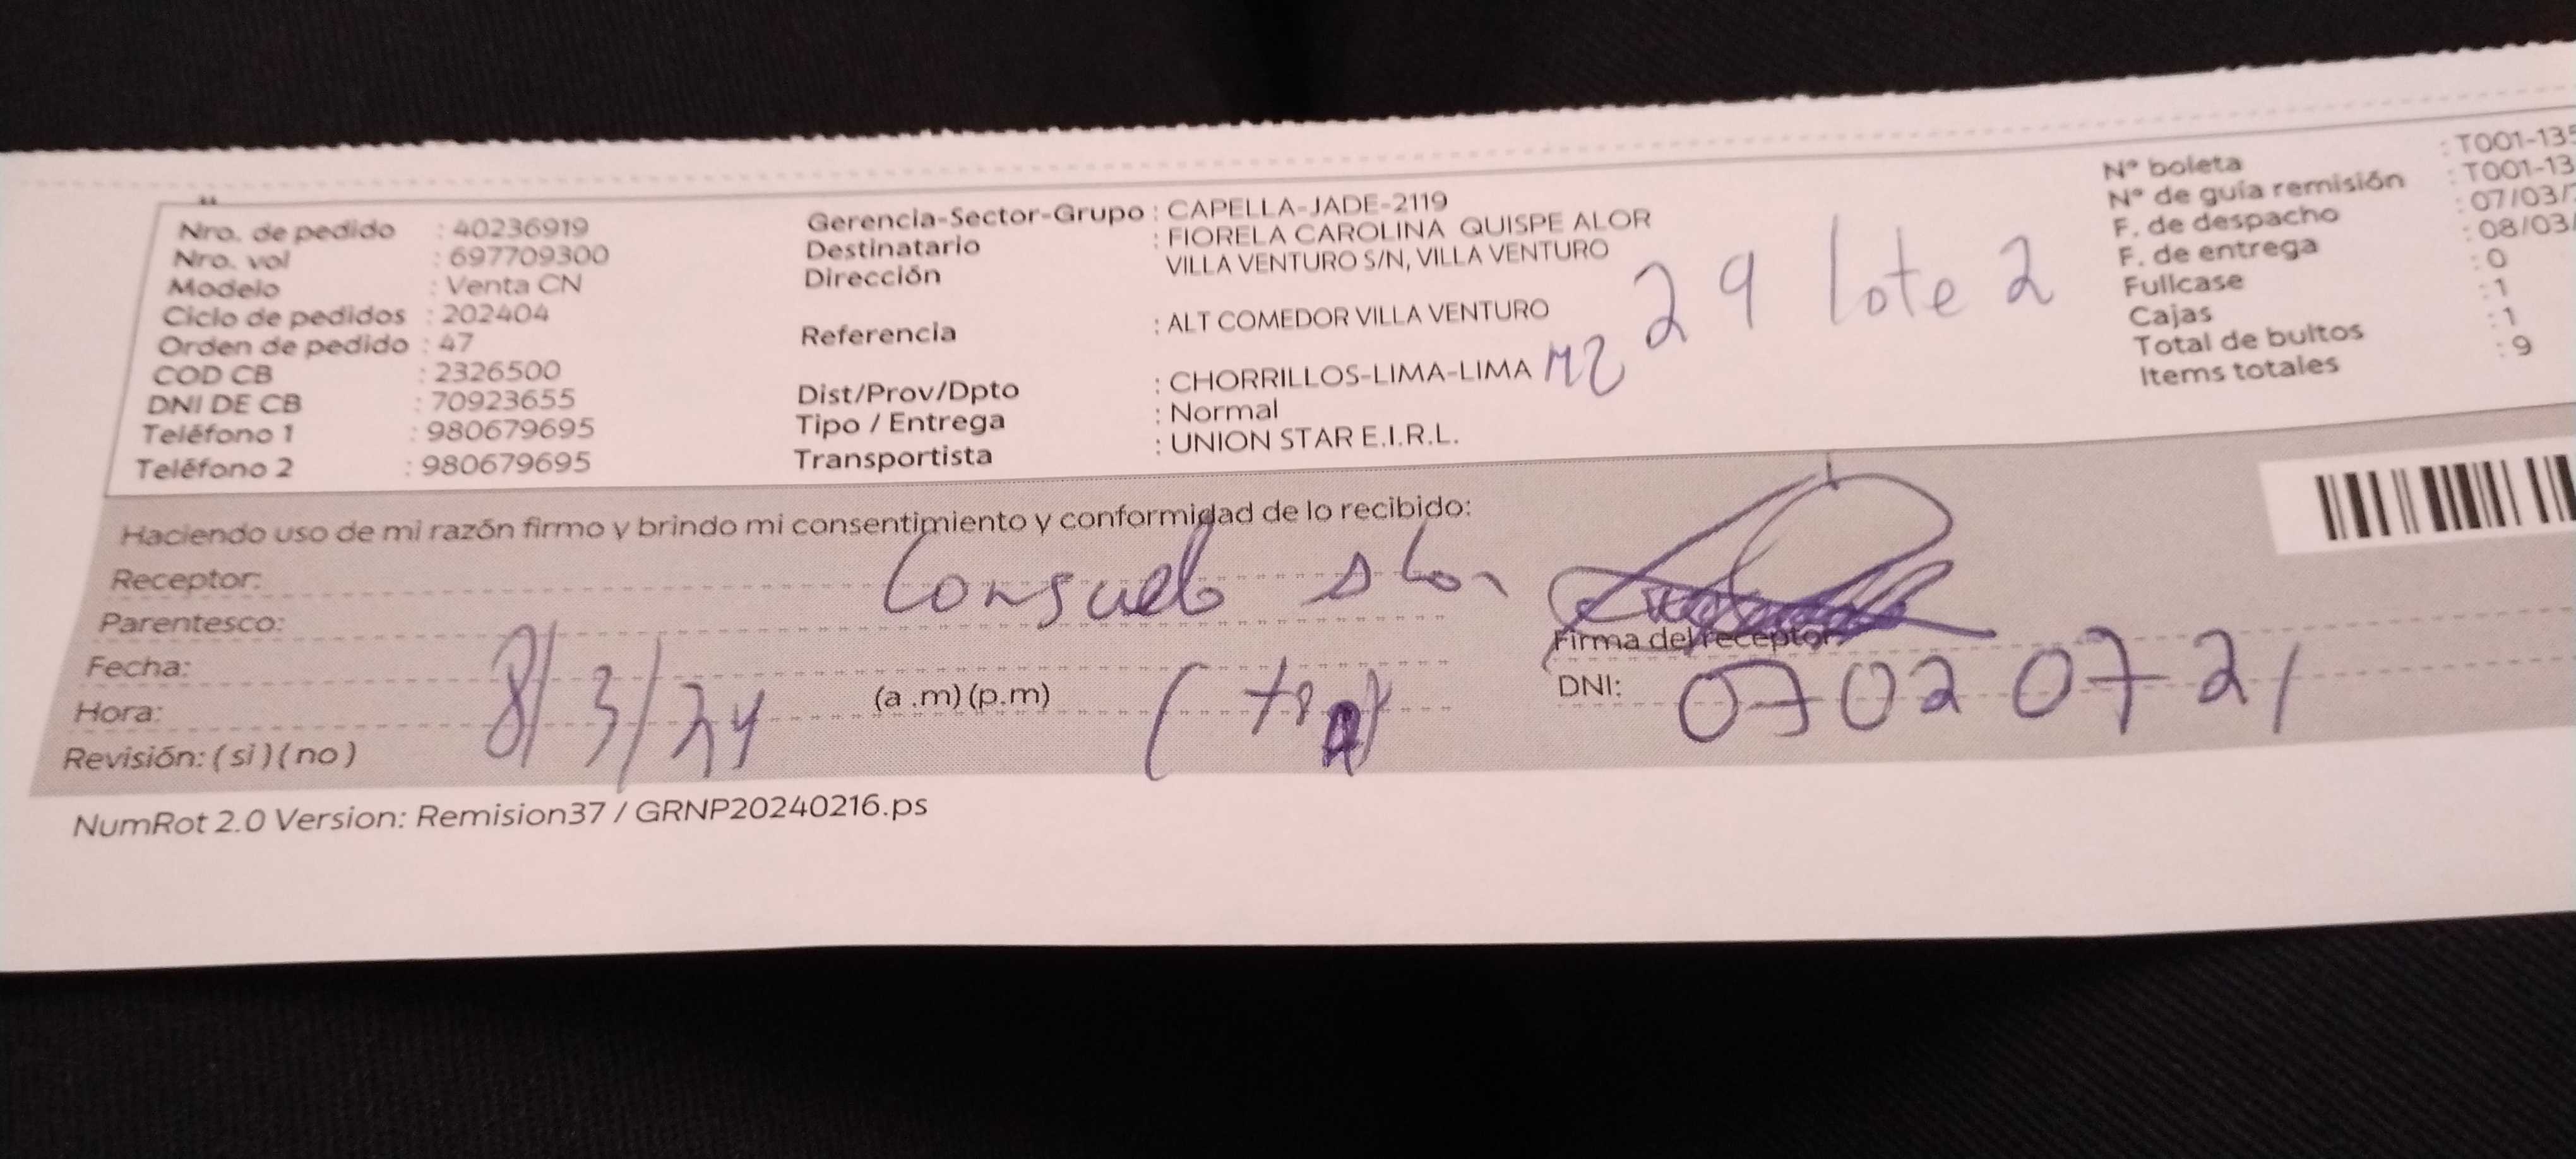 Nro. de pedido : 40236919
Nro. vol : 697709300
Modelo : Venta CN
Ciclo de pedidos : 202404
Orden de pedido : 47
COD CB : 2326500
DNI DE CB : 70923655
Teléfono 1 : 980679695
Teléfono 2 : 980679695
Gerencia-Sector-Grupo : CAPELLA-JADE-2119
Destinatario : FIORELA CAROLINA QUISPE ALOR
Dirección VILLA VENTURO S/N, VILLA VENTURO
Referencia : ALT COMEDOR VILLA VENTURO
Dist/Prov/Dpto : CHORRILLOS-LIMA-LIMA
Tipo / Entrega : Normal
Transportista : UNION STAR E.I.R.L.
MZ 29 lote 2
N° boleta : T001-135
N° de guía remisión : T001-13
F. de despacho : 07/03/
F. de entrega : 08/03/
Fullcase : 0
Cajas : 1
Total de bultos : 1
Items totales : 9
Haciendo uso de mi razón firmo y brindo mi consentimiento y conformidad de lo recibido:
Receptor: Consuelo Alor
Parentesco:
Fecha: 8/3/24
Hora: (a .m) (p.m)
Revisión: ( si ) ( no )
Firma del receptor
DNI: 07020721
NumRot 2.0 Version: Remision37 / GRNP20240216.ps